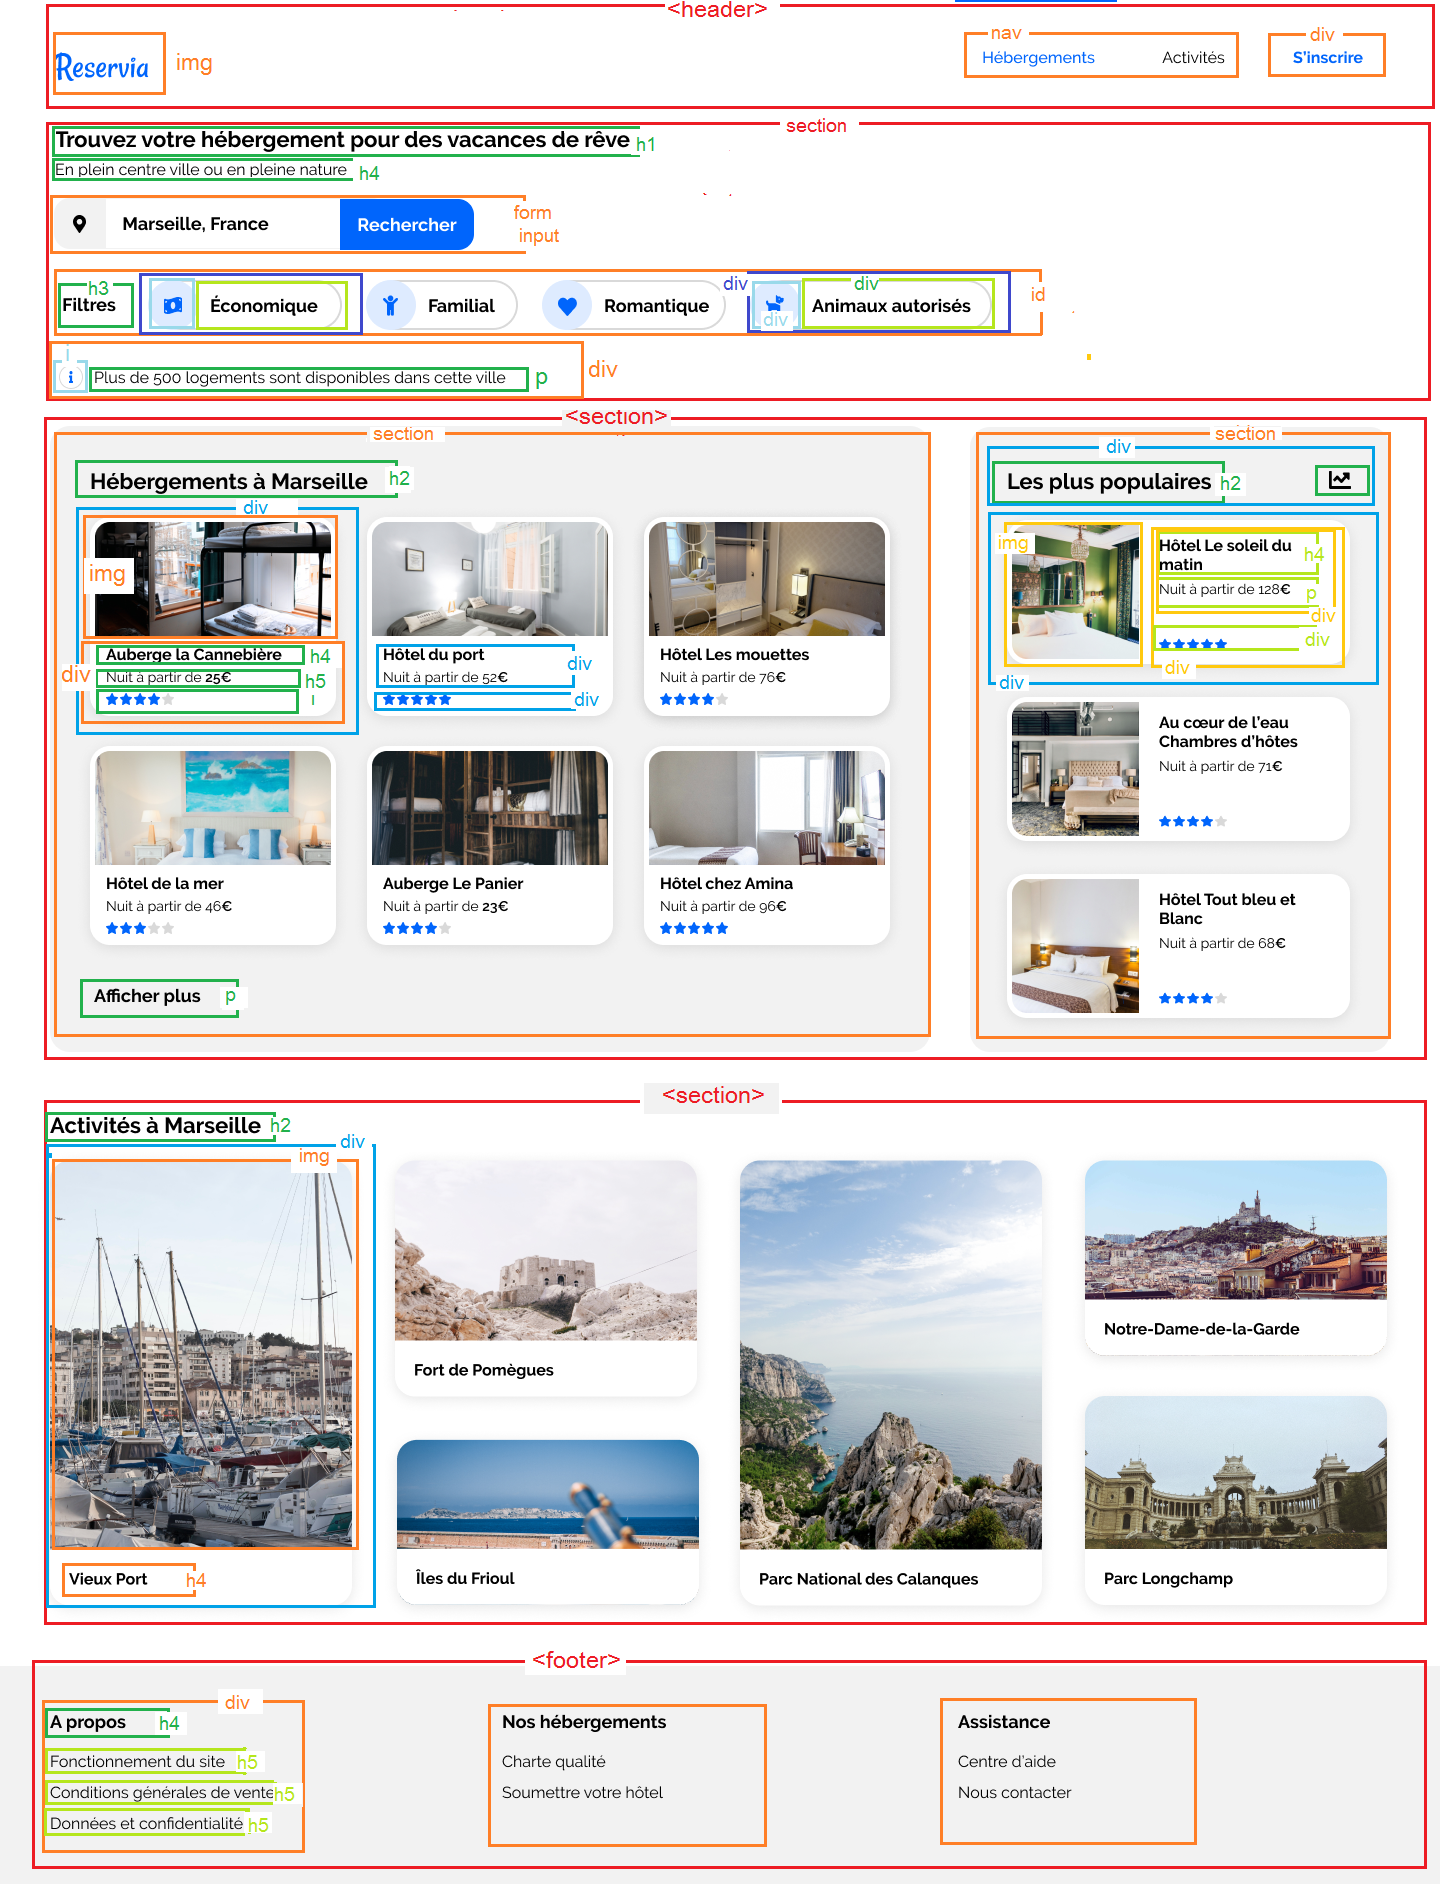 <header>
Reservia
img
nav
Hébergements
Activités
div
S'inscrire
section
Trouvez votre hébergement pour des vacances de rêve
h1
En plein centre ville ou en pleine nature
h4
Marseille, France
Rechercher
form
input
h3
Filtres
Économique
Familial
Romantique
div
div
div
Animaux autorisés
id
i
Plus de 500 logements sont disponibles dans cette ville
p
div
<section>
section
Hébergements à Marseille
h2
div
img
Auberge la Cannebière
h4
div
Nuit à partir de 25€
h5
i
Hôtel du port
div
Nuit à partir de 52€
div
Hôtel Les mouettes
Nuit à partir de 76€
Hôtel de la mer
Nuit à partir de 46€
Auberge Le Panier
Nuit à partir de 23€
Hôtel chez Amina
Nuit à partir de 96€
Afficher plus
p
section
div
Les plus populaires
h2
img
Hôtel Le soleil du
matin
h4
Nuit à partir de 128€
p
div
div
div
div
Au cœur de l'eau
Chambres d'hôtes
Nuit à partir de 71€
Hôtel Tout bleu et
Blanc
Nuit à partir de 68€
<section>
Activités à Marseille
h2
div
img
Vieux Port
h4
Fort de Pomègues
Îles du Frioul
Parc National des Calanques
Notre-Dame-de-la-Garde
Parc Longchamp
<footer>
div
A propos
h4
Fonctionnement du site
h5
Conditions générales de vente
h5
Données et confidentialité
h5
Nos hébergements
Charte qualité
Soumettre votre hôtel
Assistance
Centre d'aide
Nous contacter